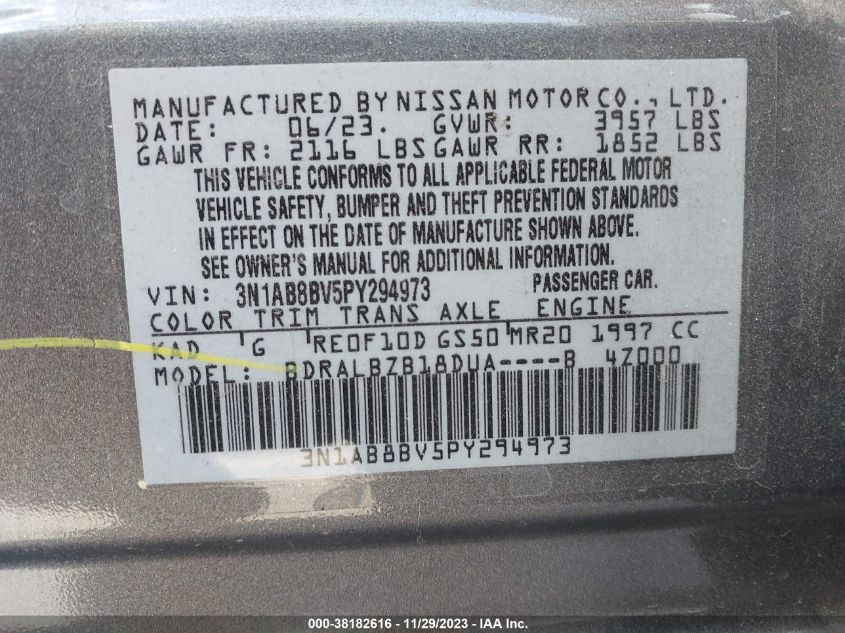 MANUFACTURED BY NISSAN MOTOR CO., LTD.
DATE: 06/23. GVWR: 3957 LBS
GAWR FR: 2116 LBS GAWR RR: 1852 LBS
THIS VEHICLE CONFORMS TO ALL APPLICABLE FEDERAL MOTOR
VEHICLE SAFETY, BUMPER AND THEFT PREVENTION STANDARDS
IN EFFECT ON THE DATE OF MANUFACTURE SHOWN ABOVE.
SEE OWNER'S MANUAL FOR ADDITIONAL INFORMATION.
VIN: 3N1AB8BV5PY294973 PASSENGER CAR.
COLOR TRIM TRANS AXLE ENGINE
KAD G RE0F10D GS50 MR20 1997 CC
MODEL: BDRALBZB18DUA----B 4Z000
3N1AB8BV5PY294973
000-38182616 - 11/29/2023 - IAAI.com